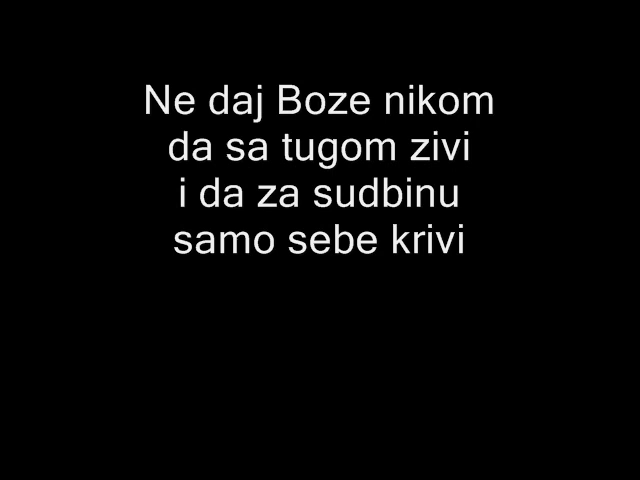 Ne daj Boze nikom
da sa tugom zivi
i da za sudbinu
samo sebe krivi